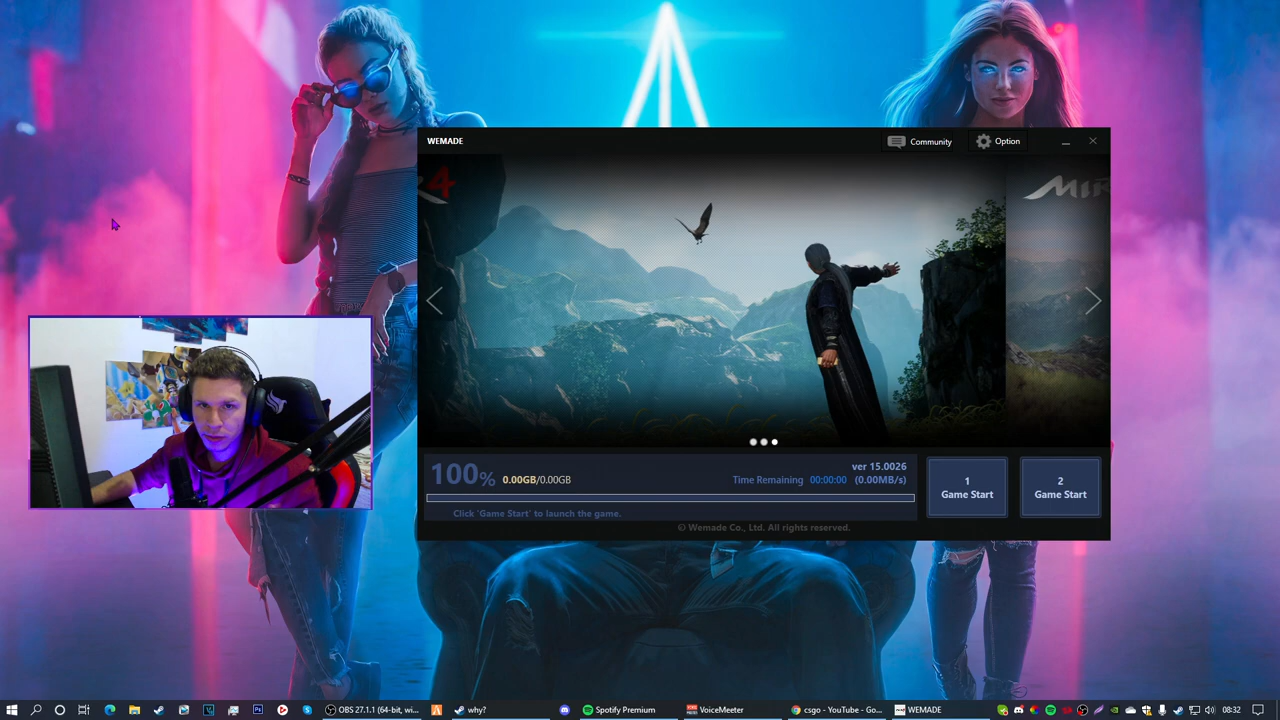 WEMADE
Community
Option
4
MIR
100%
0.00GB/0.00GB
ver 15.0026
Time Remaining 00:00:00 (0.00MB/s)
Click 'Game Start' to launch the game.
1
Game Start
2
Game Start
© Wemade Co., Ltd. All rights reserved.
OBS 27.1.1 (64-bit, wi...
why?
Spotify Premium
VoiceMeeter
csgo - YouTube - Go...
WEMADE
08:32